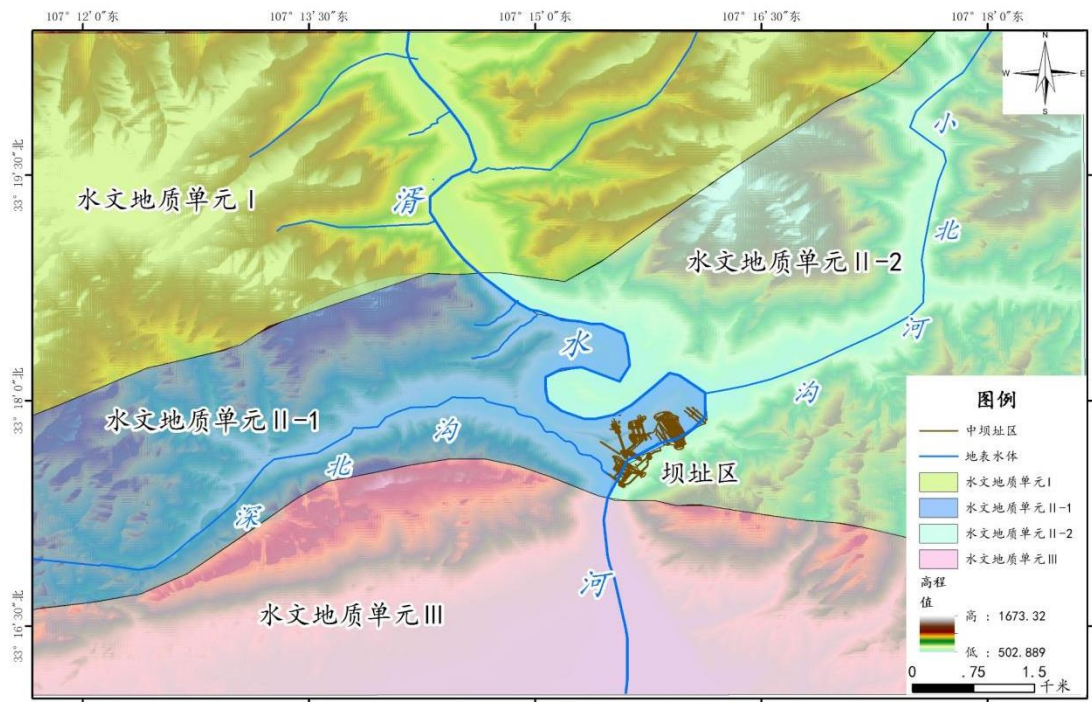 107° 12′ 0″东
107° 13′ 30″东
107° 15′ 0″东
107° 16′ 30″东
107° 18′ 0″东
33° 19′ 30″北
33° 18′ 0″北
33° 16′ 30″北
N
W
E
S
水文地质单元 I
湑
水
河
小
北
河
沟
水文地质单元 II-2
水文地质单元 II-1
深
北
沟
坝址区
水文地质单元 III
图例
中坝址区
地表水体
水文地质单元I
水文地质单元II-1
水文地质单元II-2
水文地质单元III
高程
值
高 : 1673.32
低 : 502.889
0 .75 1.5
千米